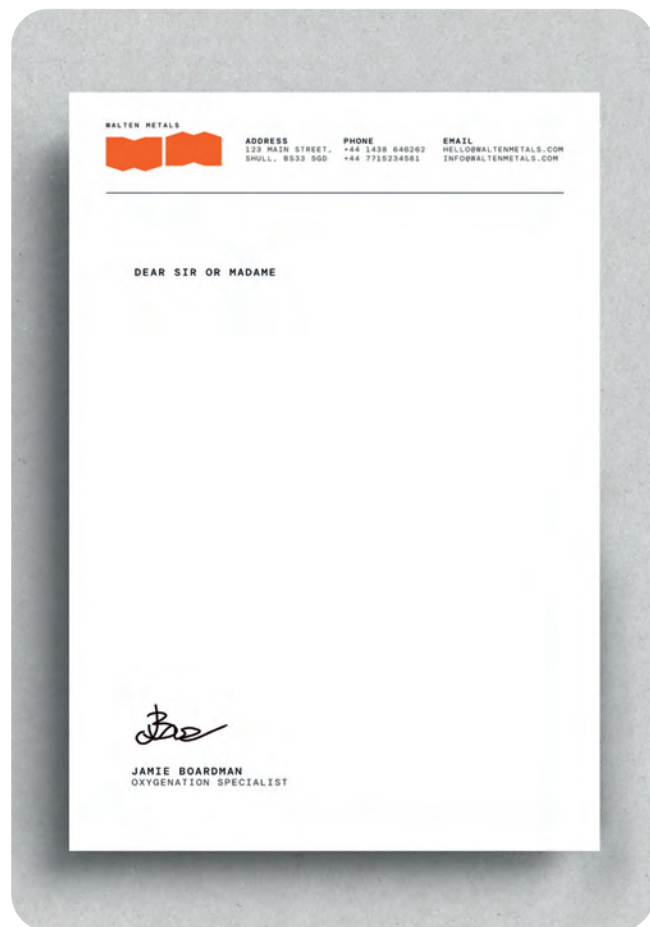 WALTEN METALS
ADDRESS
123 MAIN STREET,
SHULL, BS33 5GD
PHONE
+44 1438 646262
+44 7715234581
EMAIL
HELLO@WALTENMETALS.COM
INFO@WALTENMETALS.COM
DEAR SIR OR MADAME
JAMIE BOARDMAN
OXYGENATION SPECIALIST